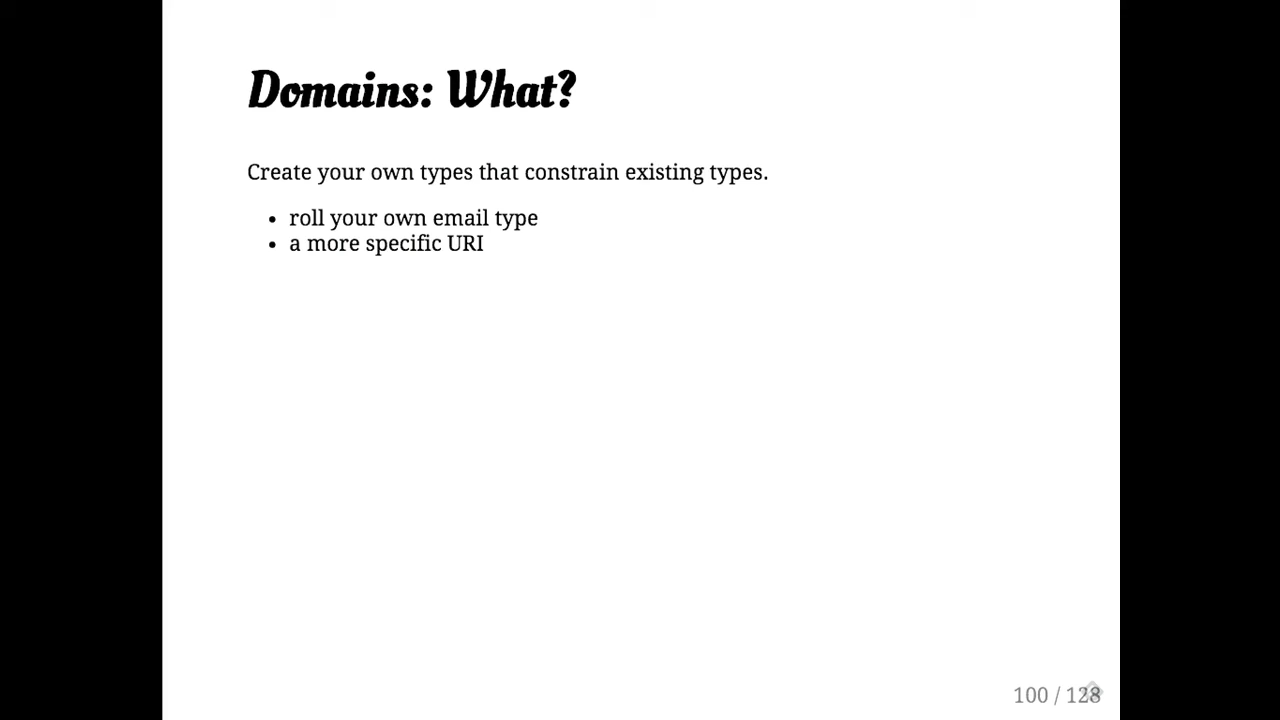 Domains: What?
Create your own types that constrain existing types.
• roll your own email type
• a more specific URI
100 / 128